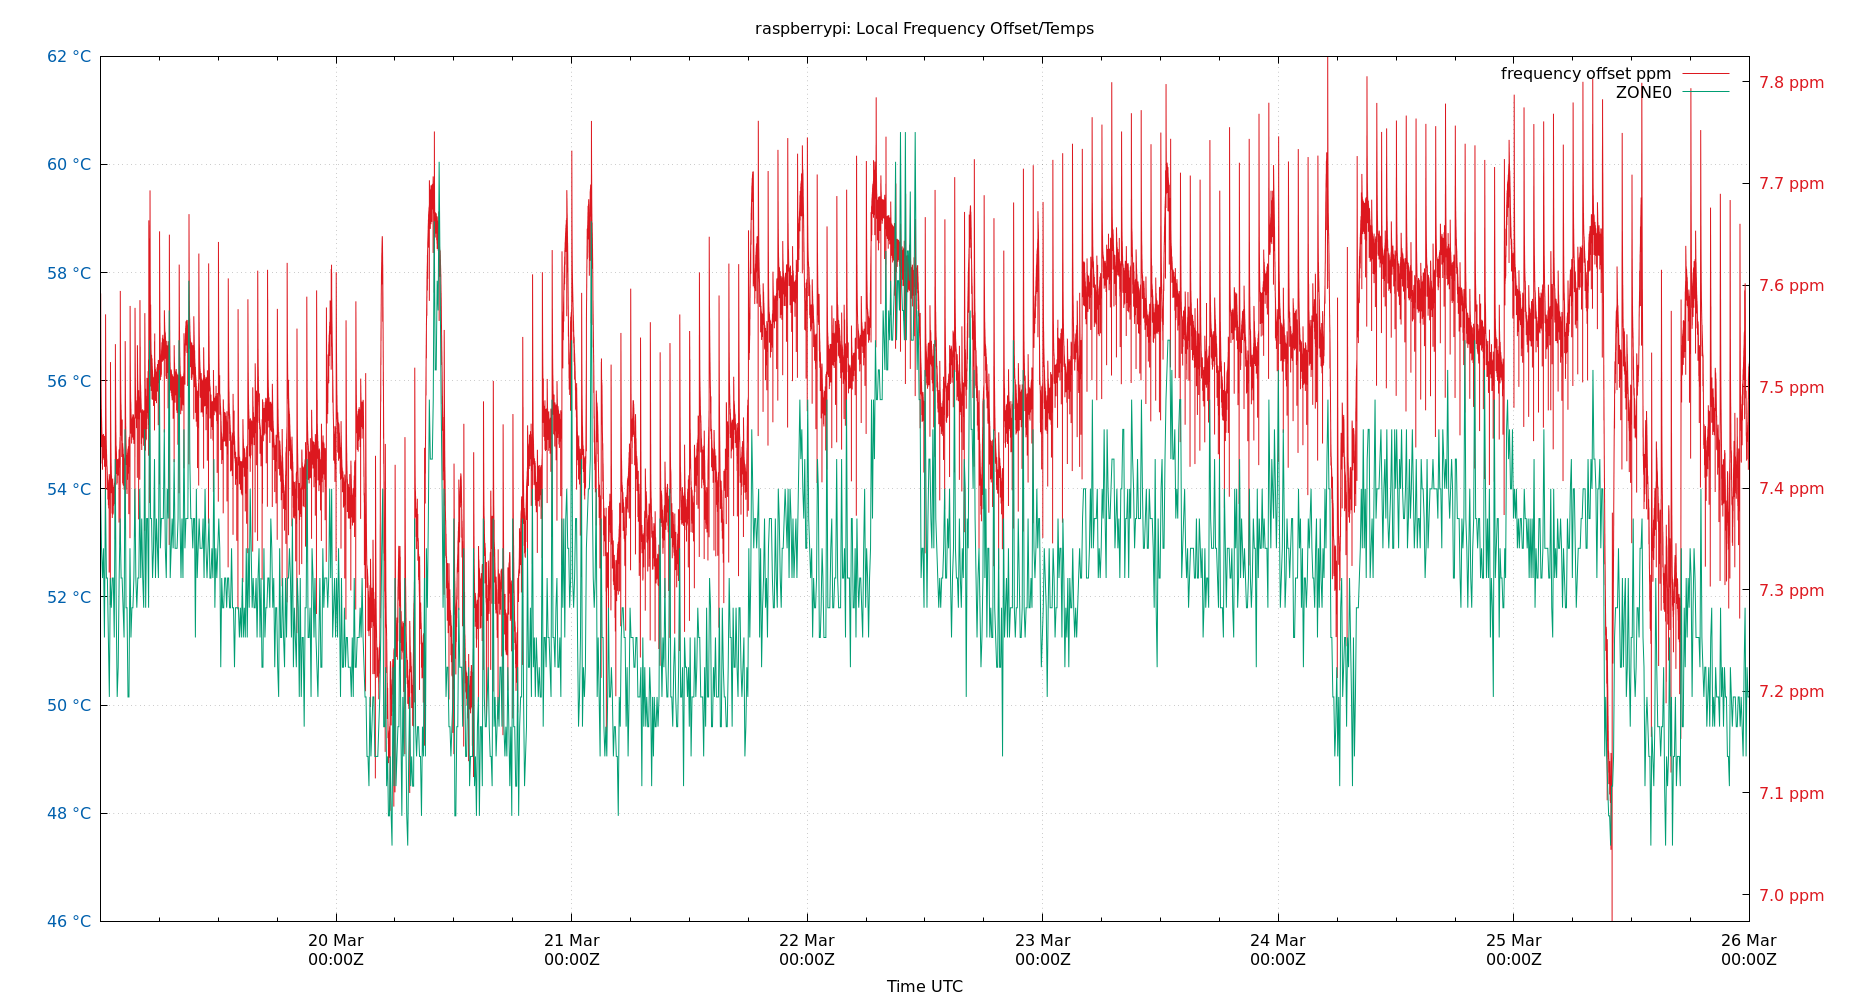 raspberrypi: Local Frequency Offset/Temps
62 °C
60 °C
58 °C
56 °C
54 °C
52 °C
50 °C
48 °C
46 °C
frequency offset ppm
ZONE0
7.8 ppm
7.7 ppm
7.6 ppm
7.5 ppm
7.4 ppm
7.3 ppm
7.2 ppm
7.1 ppm
7.0 ppm
20 Mar
00:00Z
21 Mar
00:00Z
22 Mar
00:00Z
23 Mar
00:00Z
24 Mar
00:00Z
25 Mar
00:00Z
26 Mar
00:00Z
Time UTC